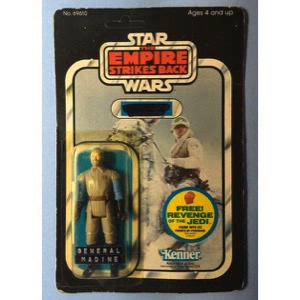 No. 69610
Ages 4 and up
STAR
THE
EMPIRE
STRIKES BACK
WARS
FREE!
REVENGE
OF THE JEDI
GENERAL
MADINE
Kenner